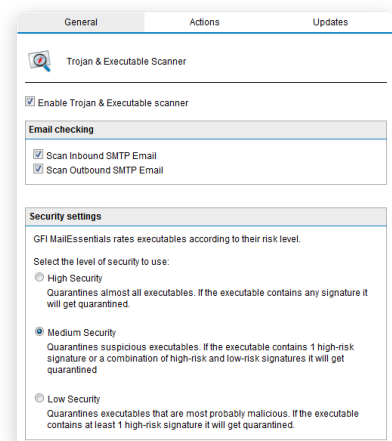 General Actions Updates
Trojan & Executable Scanner
Enable Trojan & Executable scanner
Email checking
Scan Inbound SMTP Email
Scan Outbound SMTP Email
Security settings
GFI MailEssentials rates executables according to their risk level.
Select the level of security to use:
High Security
Quarantines almost all executables. If the executable contains any signature it
will get quarantined.
Medium Security
Quarantines suspicious executables. If the executable contains 1 high-risk
signature or a combination of high-risk and low-risk signatures it will get
quarantined
Low Security
Quarantines executables that are most probably malicious. If the executable
contains at least 1 high-risk signature it will get quarantined.